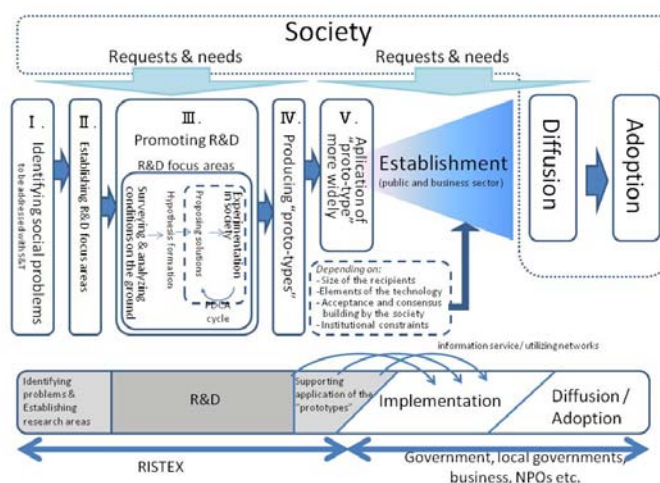 Society
Requests & needs
Requests & needs
I.
Identifying social problems
to be addressed with S&T
II.
Establishing R&D focus areas
III.
Promoting R&D
R&D focus areas
Surveying & analyzing
conditions on the ground
Hypothesis formation
Proposing solutions
Experimentation
in society
PDCA
cycle
IV.
Producing "proto-types"
V.
Aplication of
"proto-type"
more widely
Establishment
(public and business sector)
Diffusion
Adoption
Depending on:
- Size of the recipients
-Elements of the technology
- Acceptance and consensus
building by the society
- Institutional constraints
information service/ utilizing networks
Identifying
problems &
Establishing
research areas
R&D
Supporting
application of the
"prototypes"
Implementation
Diffusion /
Adoption
RISTEX
Government, local governments,
business, NPOs etc.